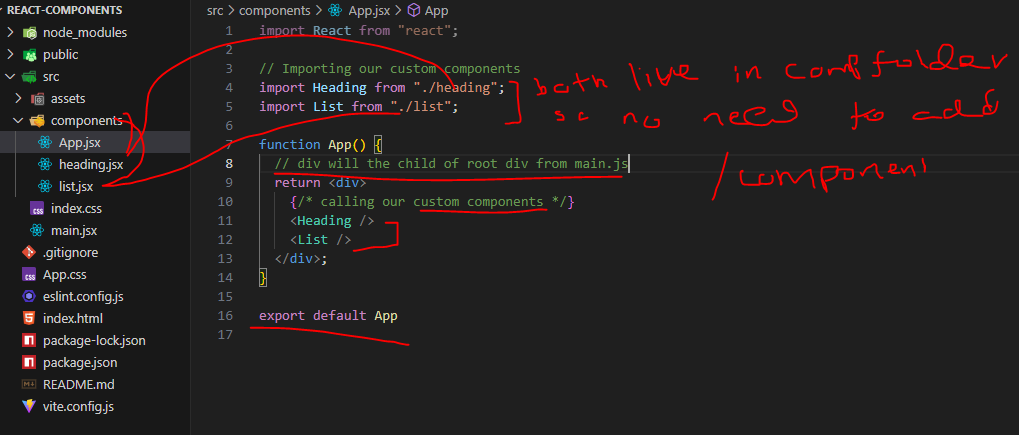 REACT-COMPONENTS
node_modules
public
src
assets
components
App.jsx
heading.jsx
list.jsx
index.css
main.jsx
.gitignore
App.css
eslint.config.js
index.html
package-lock.json
package.json
README.md
vite.config.js
src > components > App.jsx > App
1 import React from "react";
2
3 // Importing our custom components
4 import Heading from "./heading";
5 import List from "./list";
6
7 function App() {
8 // div will the child of root div from main.js
9 return <div>
10 {/* calling our custom components */}
11 <Heading />
12 <List />
13 </div>;
14 }
15
16 export default App
17
both live in comp folder
so no need to add
/component